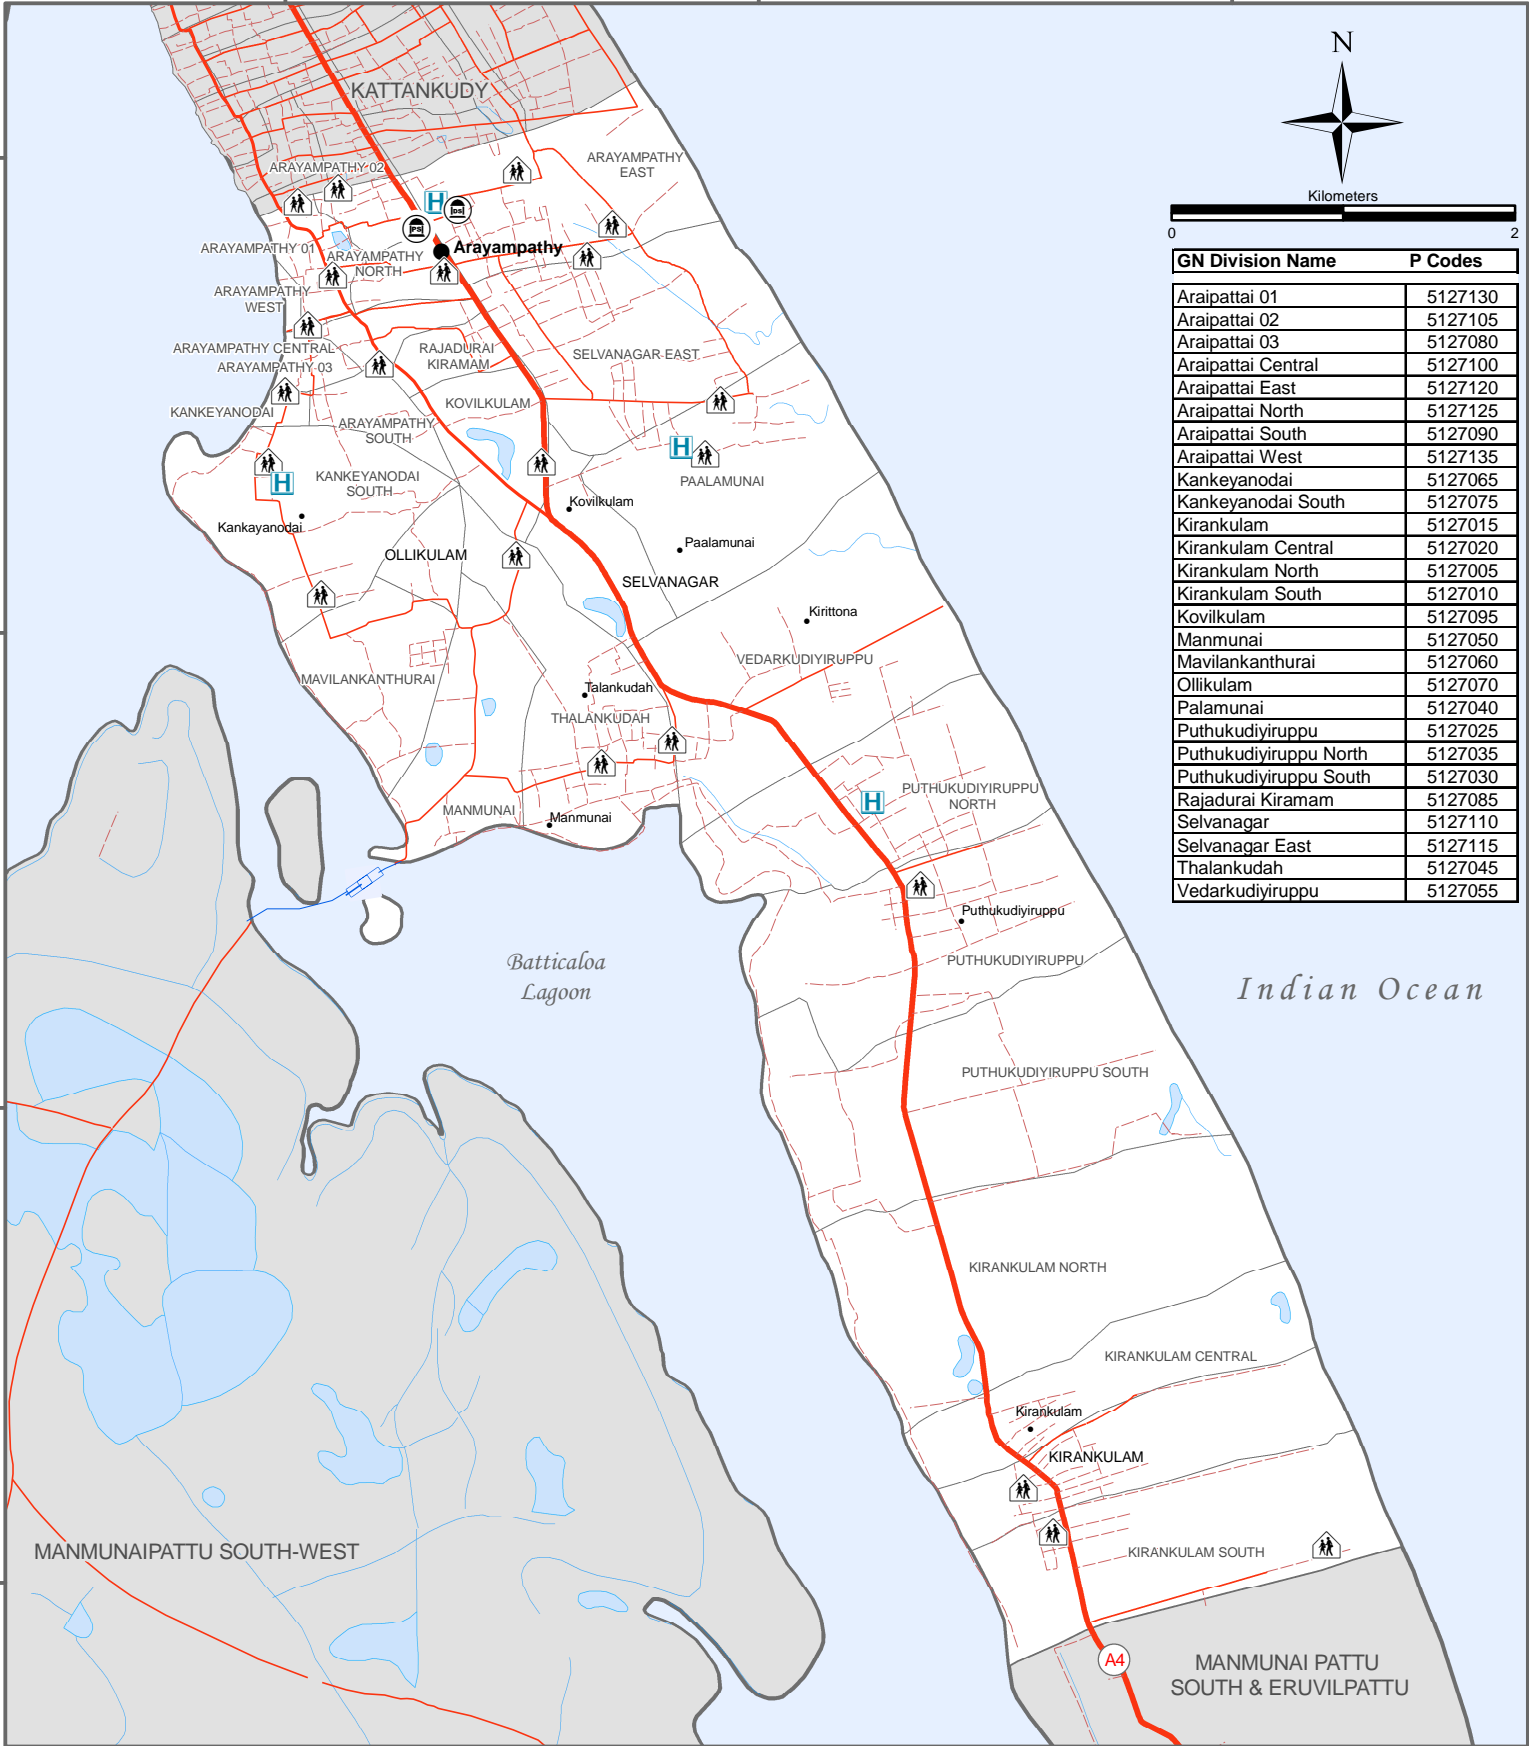 N
Kilometers
0 2
GN Division Name P Codes
Araipattai 01 5127130
Araipattai 02 5127105
Araipattai 03 5127080
Araipattai Central 5127100
Araipattai East 5127120
Araipattai North 5127125
Araipattai South 5127090
Araipattai West 5127135
Kankeyanodai 5127065
Kankeyanodai South 5127075
Kirankulam 5127015
Kirankulam Central 5127020
Kirankulam North 5127005
Kirankulam South 5127010
Kovilkulam 5127095
Manmunai 5127050
Mavilankanthurai 5127060
Ollikulam 5127070
Palamunai 5127040
Puthukudiyiruppu 5127025
Puthukudiyiruppu North 5127035
Puthukudiyiruppu South 5127030
Rajadurai Kiramam 5127085
Selvanagar 5127110
Selvanagar East 5127115
Thalankudah 5127045
Vedarkudiyiruppu 5127055
KATTANKUDY
ARAYAMPATHY 02
ARAYAMPATHY
EAST
H
DS
PS
Arayampathy
ARAYAMPATHY 01
ARAYAMPATHY
NORTH
ARAYAMPATHY
WEST
ARAYAMPATHY CENTRAL
RAJADURAI
KIRAMAM
SELVANAGAR EAST
ARAYAMPATHY 03
KANKEYANODAI
KOVILKULAM
ARAYAMPATHY
SOUTH
H
PAALAMUNAI
H
KANKEYANODAI
SOUTH
Kovilkulam
Kankayanodai
Paalamunai
OLLIKULAM
SELVANAGAR
Kirittona
VEDARKUDIYIRUPPU
MAVILANKANTHURAI
Talankudah
THALANKUDAH
H
PUTHUKUDIYIRUPPU
NORTH
MANMUNAI
Manmunai
Puthukudiyiruppu
PUTHUKUDIYIRUPPU
Batticaloa
Lagoon
Indian Ocean
PUTHUKUDIYIRUPPU SOUTH
KIRANKULAM NORTH
KIRANKULAM CENTRAL
Kirankulam
KIRANKULAM
KIRANKULAM SOUTH
MANMUNAIPATTU SOUTH-WEST
A4
MANMUNAI PATTU
SOUTH & ERUVILPATTU